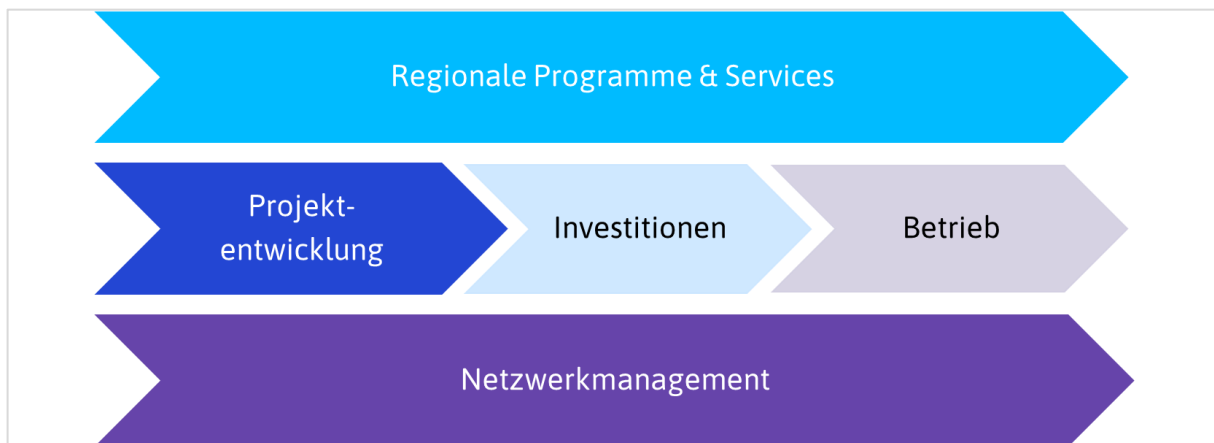 Regionale Programme & Services
Projekt-
entwicklung
Investitionen
Betrieb
Netzwerkmanagement